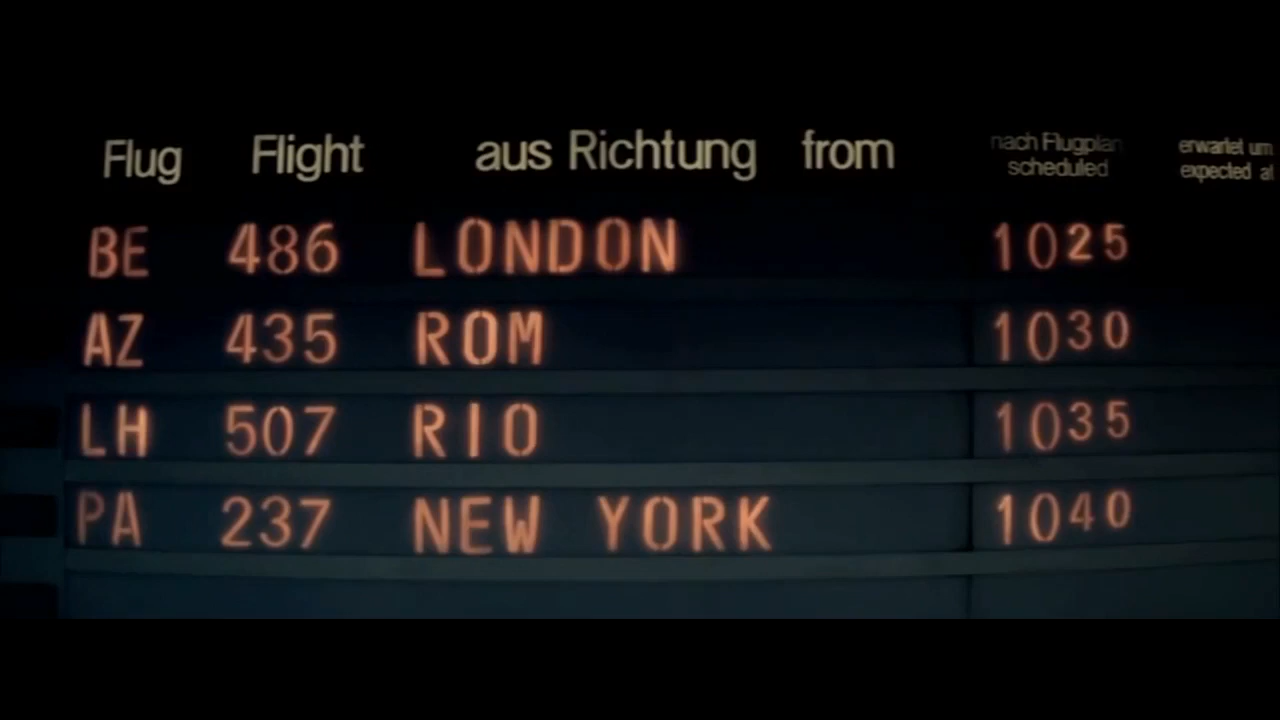 Flug Flight aus Richtung from nach Flugplan erwartet um
scheduled expected at
BE 486 LONDON 1025
AZ 435 ROM 1030
LH 507 RIO 1035
PA 237 NEW YORK 1040